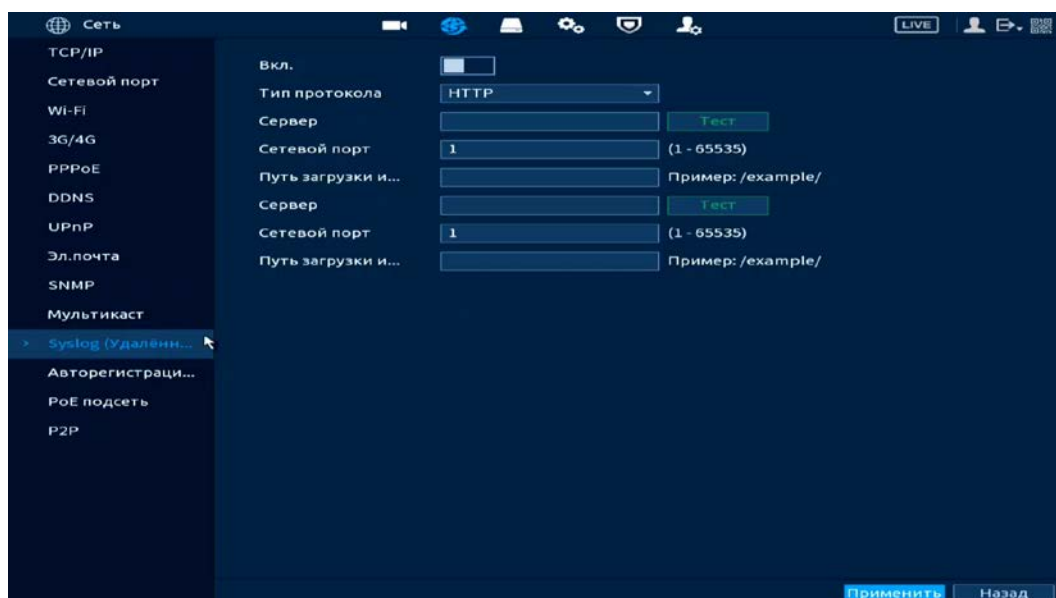 Сеть
LIVE
TCP/IP
Сетевой порт
Wi-Fi
3G/4G
PPPoE
DDNS
UPnP
Эл.почта
SNMP
Мультикаст
> Syslog (Удалённ...
Авторегистраци...
PoE подсеть
P2P
Вкл.
Тип протокола HTTP
Сервер Тест
Сетевой порт 1 (1 - 65535)
Путь загрузки и... Пример: /example/
Сервер Тест
Сетевой порт 1 (1 - 65535)
Путь загрузки и... Пример: /example/
Применить Назад